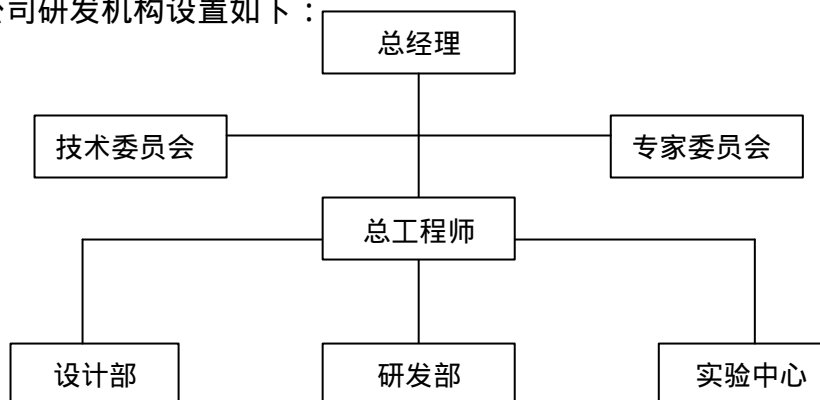 公司研发机构设置如下：
总经理
技术委员会
专家委员会
总工程师
设计部
研发部
实验中心